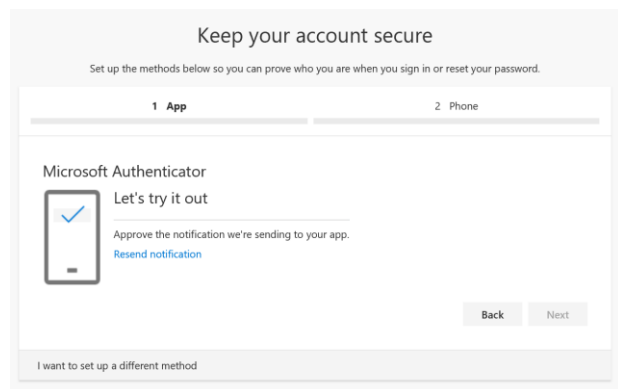 Keep your account secure
Set up the methods below so you can prove who you are when you sign in or reset your password.
1 App
2 Phone
Microsoft Authenticator
Let's try it out
Approve the notification we're sending to your app.
Resend notification
Back
Next
I want to set up a different method